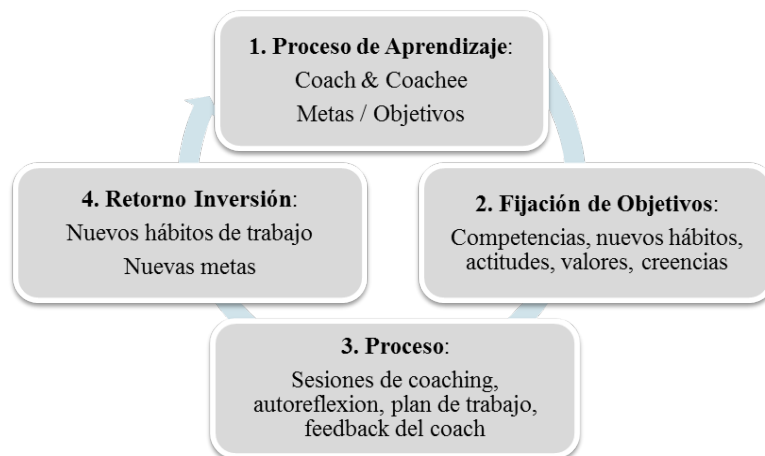 1. Proceso de Aprendizaje:
Coach & Coachee
Metas / Objetivos
2. Fijación de Objetivos:
Competencias, nuevos hábitos,
actitudes, valores, creencias
3. Proceso:
Sesiones de coaching,
autoreflexion, plan de trabajo,
feedback del coach
4. Retorno Inversión:
Nuevos hábitos de trabajo
Nuevas metas